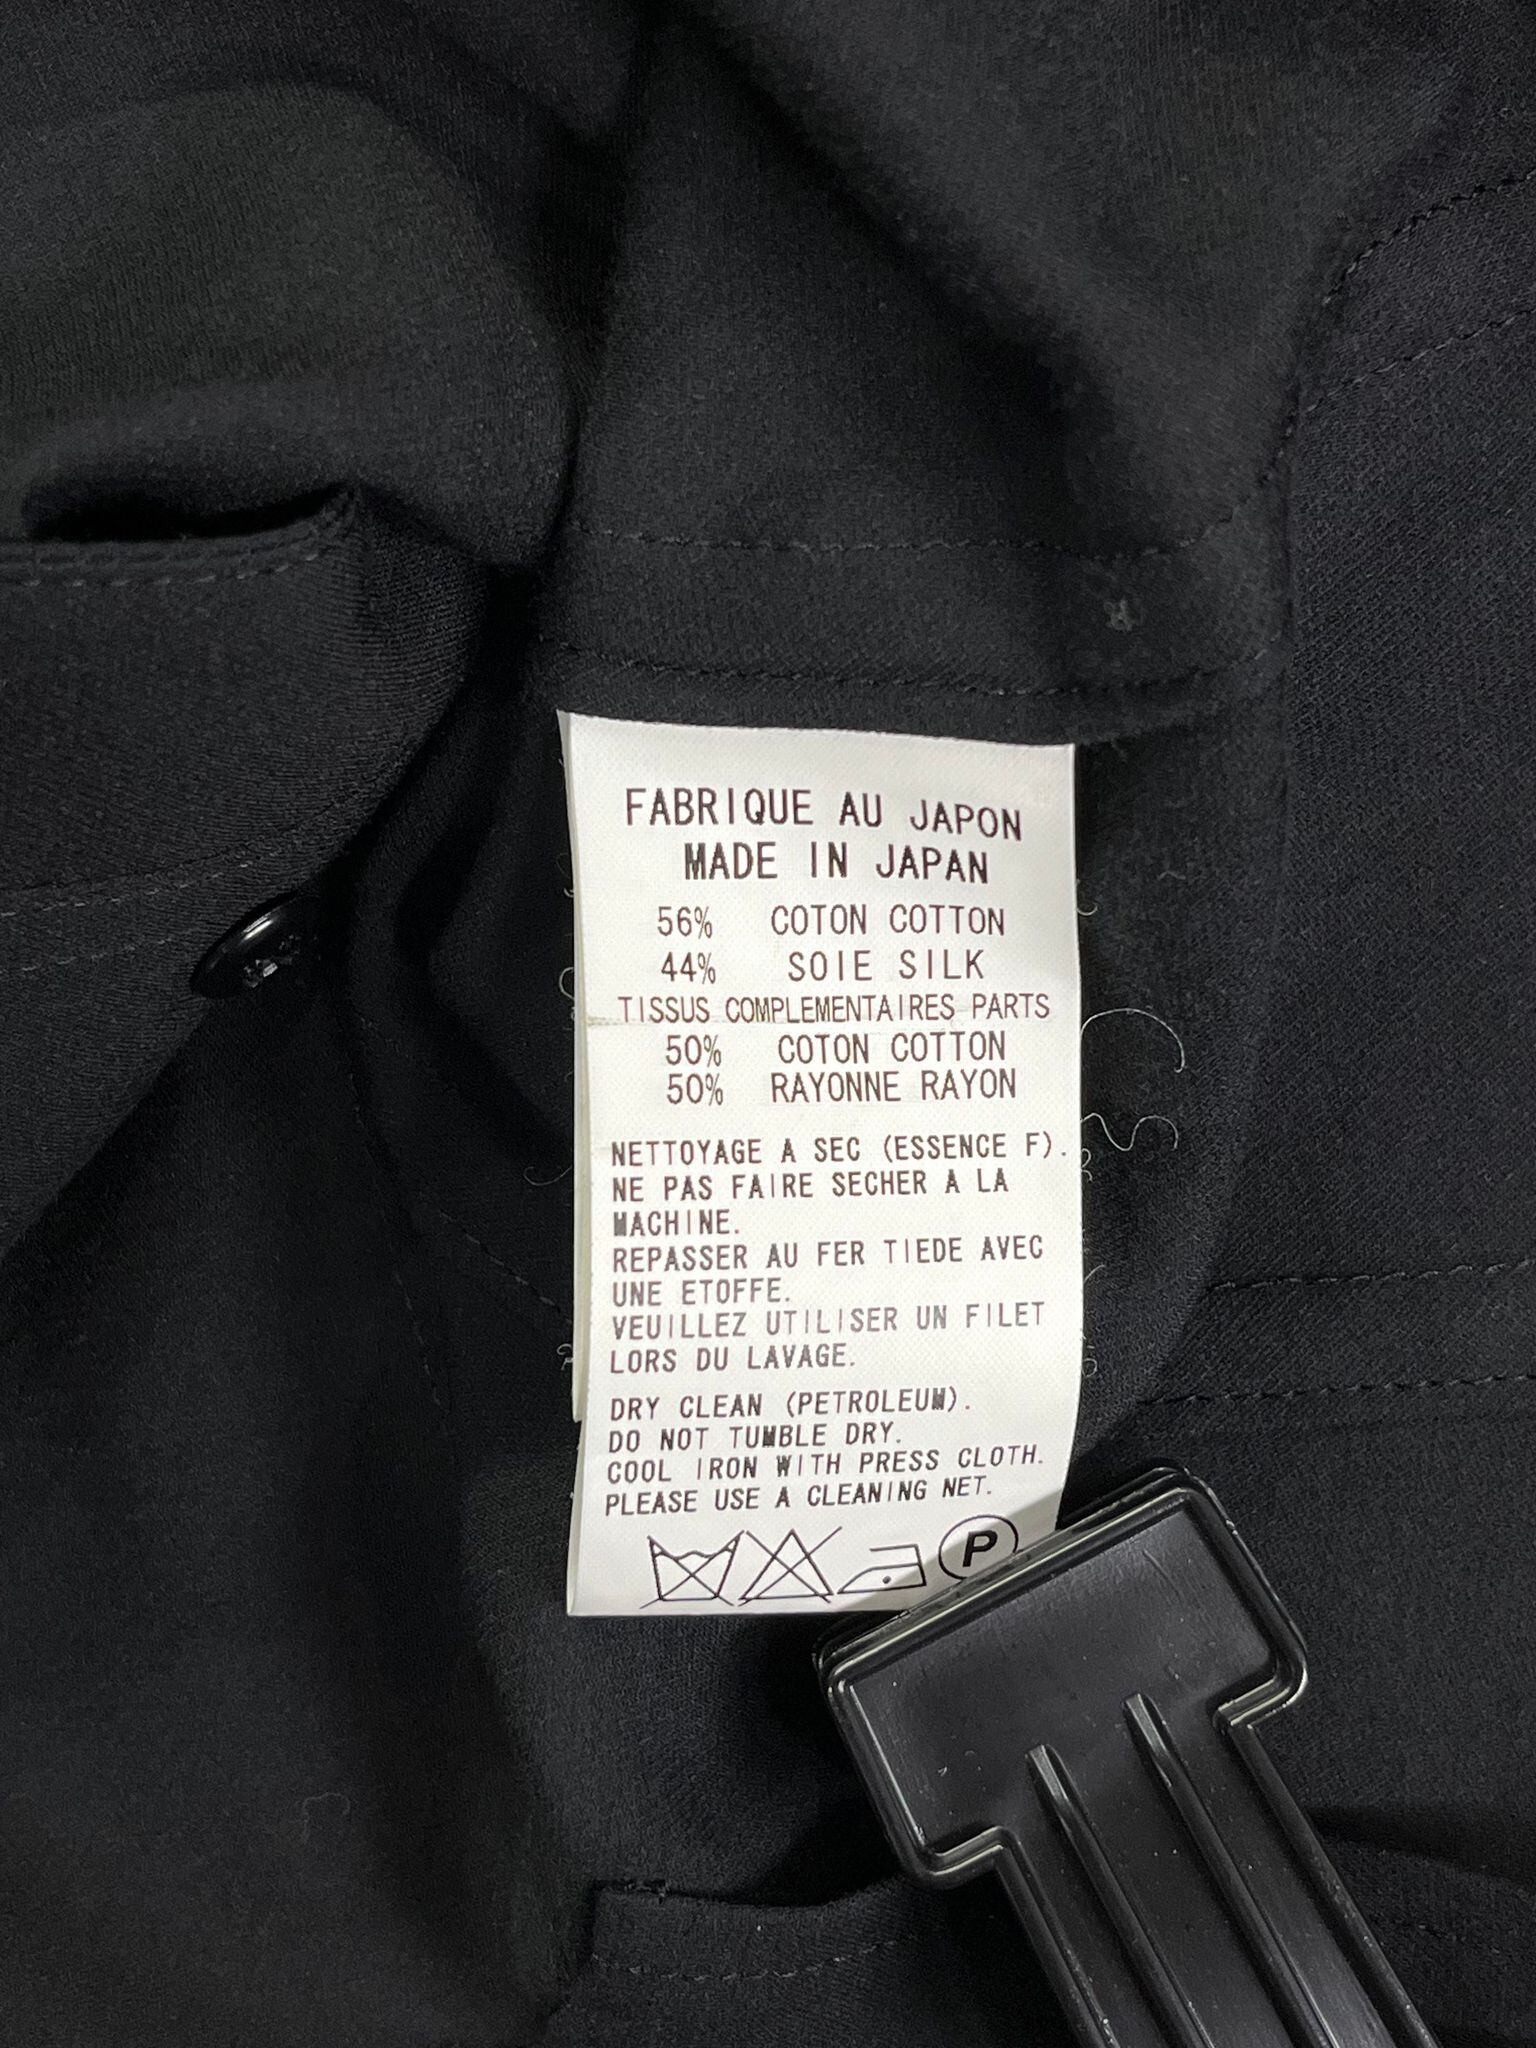 FABRIQUE AU JAPON
MADE IN JAPAN
56% COTON COTTON
44% SOIE SILK
TISSUS COMPLEMENTAIRES PARTS
50% COTON COTTON
50% RAYONNE RAYON
NETTOYAGE A SEC (ESSENCE F).
NE PAS FAIRE SECHER A LA
MACHINE.
REPASSER AU FER TIEDE AVEC
UNE ETOFFE.
VEUILLEZ UTILISER UN FILET
LORS DU LAVAGE.
DRY CLEAN (PETROLEUM).
DO NOT TUMBLE DRY.
COOL IRON WITH PRESS CLOTH.
PLEASE USE A CLEANING NET.
P